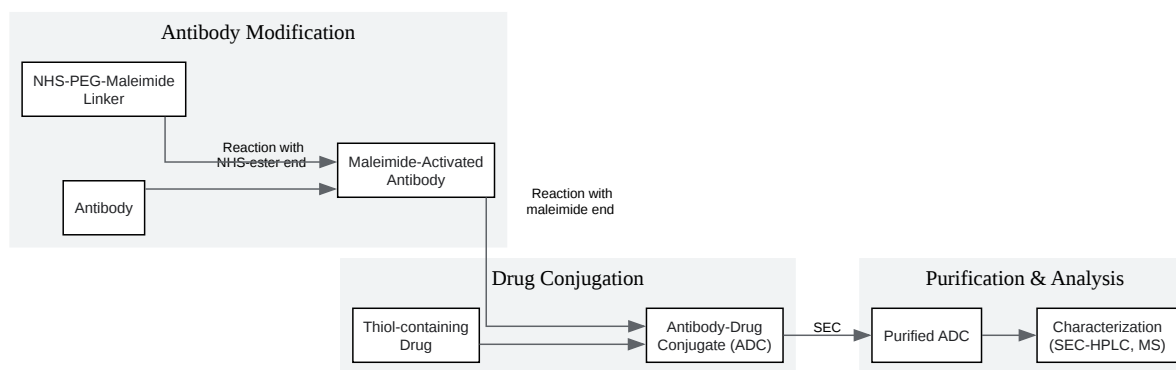 Antibody Modification
NHS-PEG-Maleimide
Linker
Reaction with
NHS-ester end
Maleimide-Activated
Antibody
Antibody
Reaction with
maleimide end
Drug Conjugation
Thiol-containing
Drug
Antibody-Drug
Conjugate (ADC)
SEC
Purification & Analysis
Purified ADC
Characterization
(SEC-HPLC, MS)